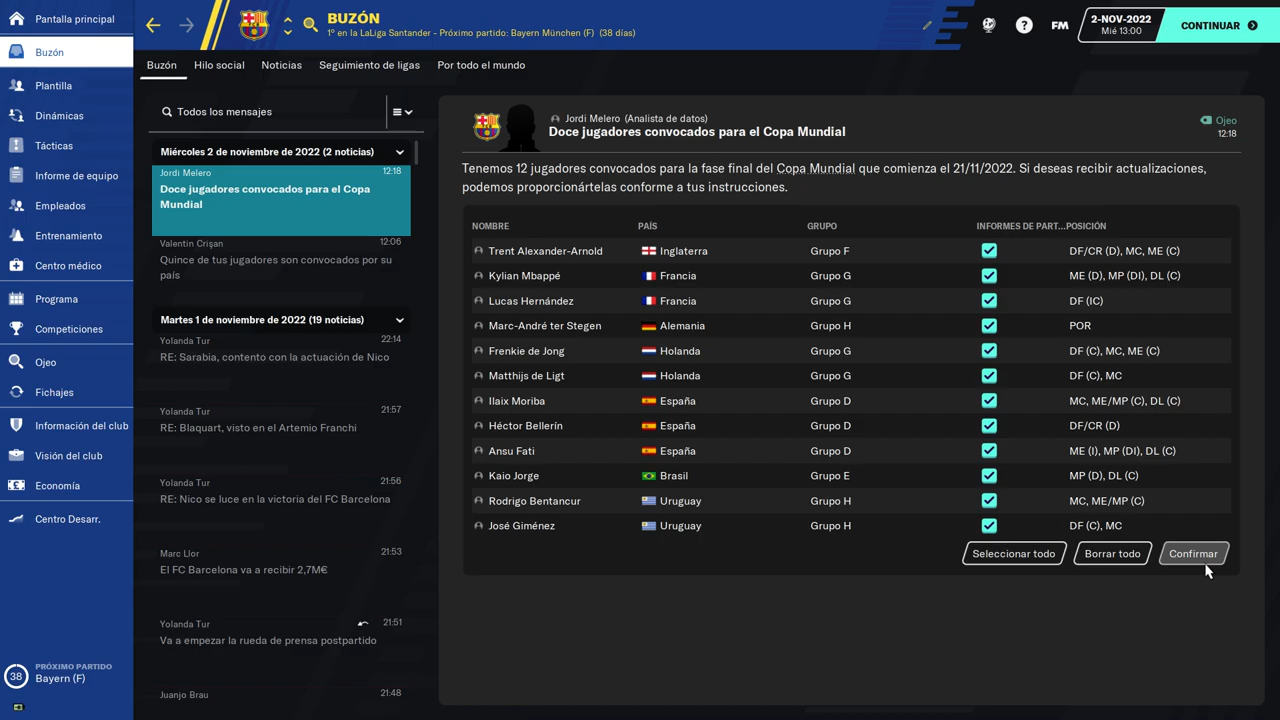 Pantalla principal
Buzón
Plantilla
Dinámicas
Tácticas
Informe de equipo
Empleados
Entrenamiento
Centro médico
Programa
Competiciones
Ojeo
Fichajes
Información del club
Visión del club
Economía
Centro Desarr.
38
PRÓXIMO PARTIDO
Bayern (F)
BUZÓN
1º en la LaLiga Santander - Próximo partido: Bayern München (F) (38 días)
?
FM
2-NOV-2022
Mié 13:00
CONTINUAR
Buzón Hilo social Noticias Seguimiento de ligas Por todo el mundo
Todos los mensajes
Miércoles 2 de noviembre de 2022 (2 noticias)
Jordi Melero 12:18
Doce jugadores convocados para el Copa
Mundial
Valentin Crişan 12:06
Quince de tus jugadores son convocados por su
país
Martes 1 de noviembre de 2022 (19 noticias)
Yolanda Tur 22:14
RE: Sarabia, contento con la actuación de Nico
Yolanda Tur 21:57
RE: Blaquart, visto en el Artemio Franchi
Yolanda Tur 21:56
RE: Nico se luce en la victoria del FC Barcelona
Marc Llor 21:53
El FC Barcelona va a recibir 2,7M€
Yolanda Tur 21:51
Va a empezar la rueda de prensa postpartido
Juanjo Brau 21:48
Jordi Melero (Analista de datos)
Doce jugadores convocados para el Copa Mundial
Ojeo
12:18
Tenemos 12 jugadores convocados para la fase final del Copa Mundial que comienza el 21/11/2022. Si deseas recibir actualizaciones,
podemos proporcionártelas conforme a tus instrucciones.
NOMBRE PAÍS GRUPO INFORMES DE PART...POSICIÓN
Trent Alexander-Arnold Inglaterra Grupo F DF/CR (D), MC, ME (C)
Kylian Mbappé Francia Grupo G ME (D), MP (DI), DL (C)
Lucas Hernández Francia Grupo G DF (IC)
Marc-André ter Stegen Alemania Grupo H POR
Frenkie de Jong Holanda Grupo G DF (C), MC, ME (C)
Matthijs de Ligt Holanda Grupo G DF (C), MC
Ilaix Moriba España Grupo D MC, ME/MP (C), DL (C)
Héctor Bellerín España Grupo D DF/CR (D)
Ansu Fati España Grupo D ME (I), MP (DI), DL (C)
Kaio Jorge Brasil Grupo E MP (D), DL (C)
Rodrigo Bentancur Uruguay Grupo H MC, ME/MP (C)
José Giménez Uruguay Grupo H DF (C), MC
Seleccionar todo Borrar todo Confirmar